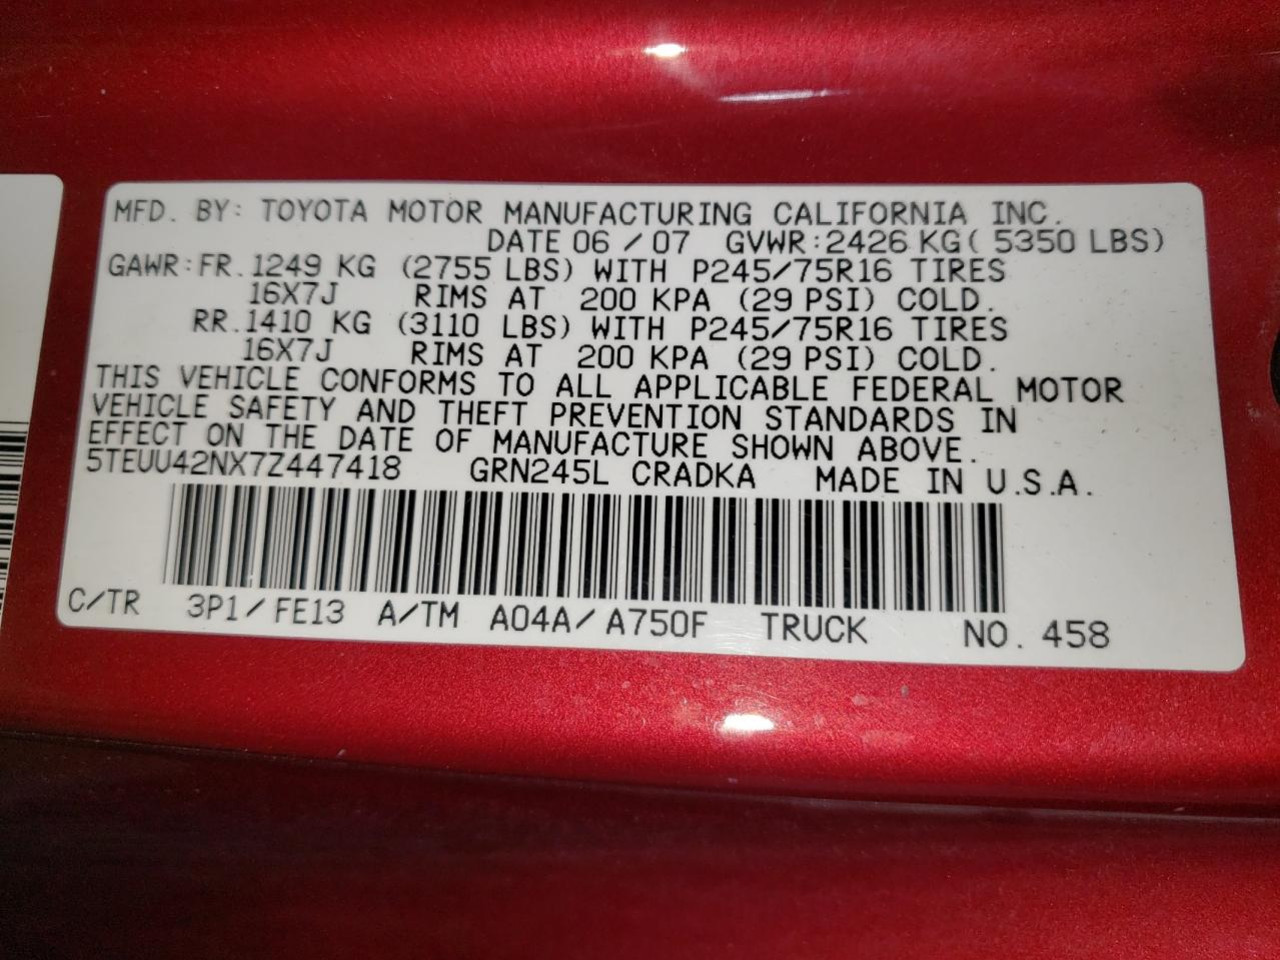 MFD. BY: TOYOTA MOTOR MANUFACTURING CALIFORNIA INC.
DATE 06 / 07 GVWR:2426 KG( 5350 LBS)
GAWR:FR.1249 KG (2755 LBS) WITH P245/75R16 TIRES
16X7J RIMS AT 200 KPA (29 PSI) COLD.
RR.1410 KG (3110 LBS) WITH P245/75R16 TIRES
16X7J RIMS AT 200 KPA (29 PSI) COLD.
THIS VEHICLE CONFORMS TO ALL APPLICABLE FEDERAL MOTOR
VEHICLE SAFETY AND THEFT PREVENTION STANDARDS IN
EFFECT ON THE DATE OF MANUFACTURE SHOWN ABOVE.
5TEUU42NX7Z447418 GRN245L CRADKA MADE IN U.S.A.
C/TR 3P1/FE13 A/TM A04A/A750F TRUCK NO. 458